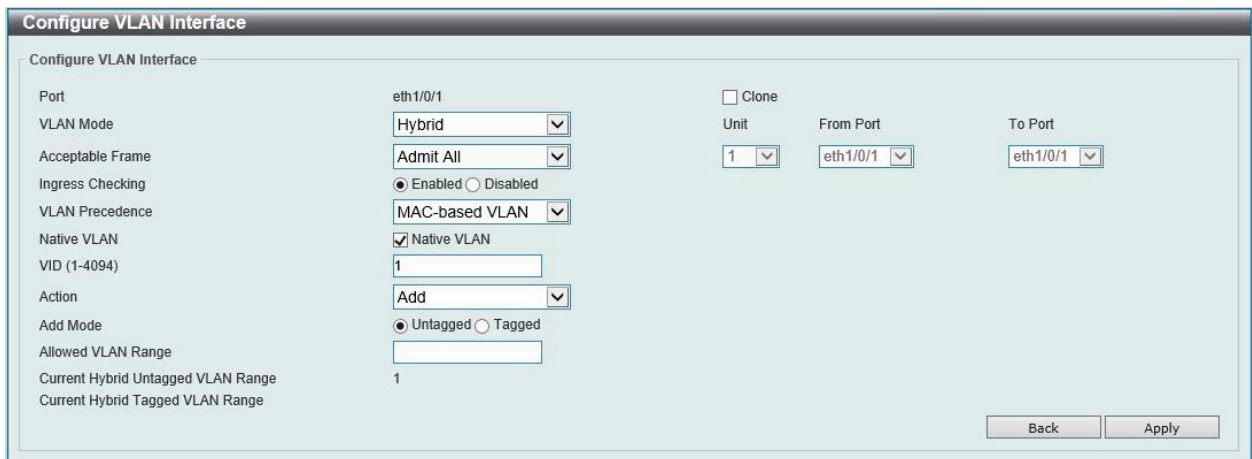 Configure VLAN Interface
Configure VLAN Interface
Port eth1/0/1 Clone
VLAN Mode Hybrid Unit From Port To Port
Acceptable Frame Admit All 1 eth1/0/1 eth1/0/1
Ingress Checking Enabled Disabled
VLAN Precedence MAC-based VLAN
Native VLAN Native VLAN
VID (1-4094) 1
Action Add
Add Mode Untagged Tagged
Allowed VLAN Range
Current Hybrid Untagged VLAN Range 1
Current Hybrid Tagged VLAN Range
Back Apply